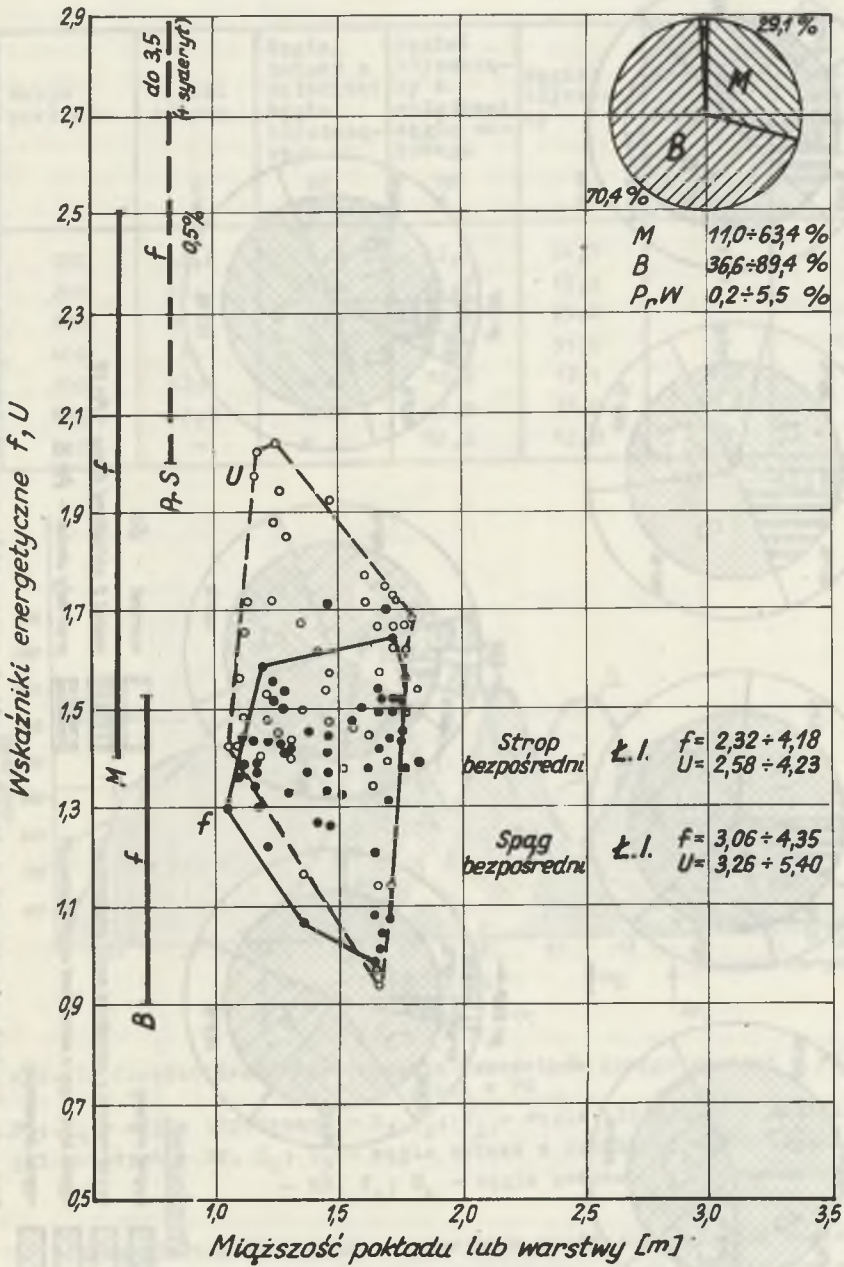 2,9
2,7
2,5
2,3
2,1
1,9
1,7
1,5
1,3
1,1
0,9
0,7
0,5
1,0
1,5
2,0
2,5
3,0
3,5
Wskaźniki energetyczne f, U
Miąższość pokładu lub warstwy [m]
do 3,5
(+ syderyt)
f
0,5%
PrS
f
M
f
B
U
f
29,1 %
M
B
70,4 %
M 11,0÷63,4 %
B 36,6÷89,4 %
PrW 0,2÷5,5 %
Strop
bezpośredni
Ł.I.
f= 2,32÷4,18
U= 2,58÷4,23
Spąg
bezpośredni
Ł.I.
f= 3,06÷4,35
U= 3,26÷5,40